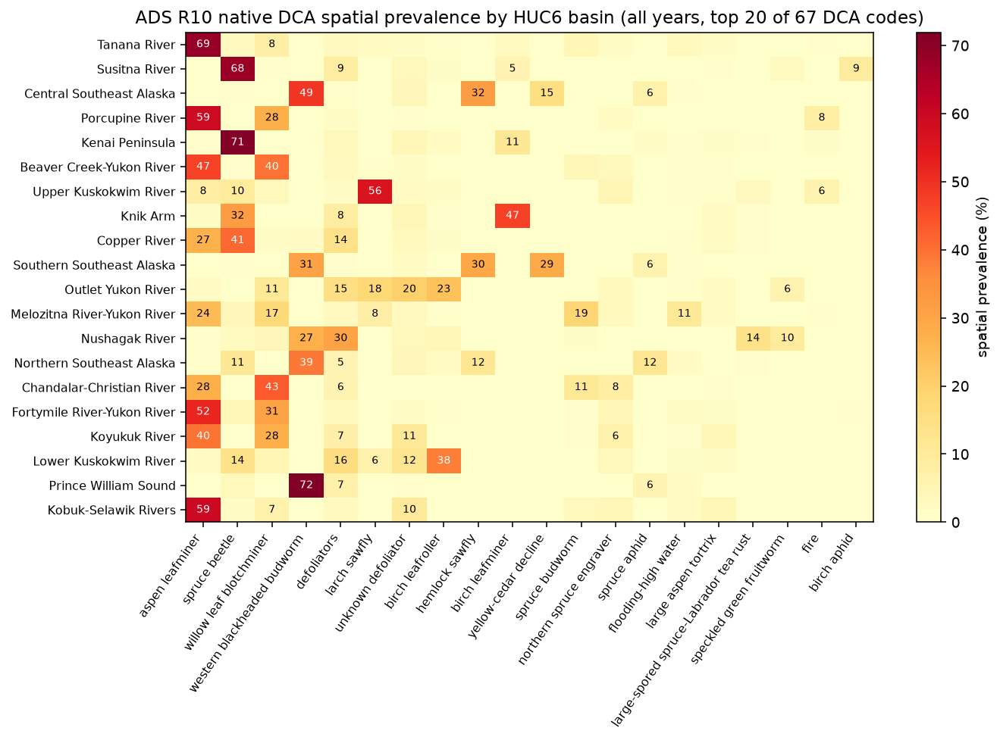 ADS R10 native DCA spatial prevalence by HUC6 basin (all years, top 20 of 67 DCA codes)
Tanana River 69 8
Susitna River 68 9 5 9
Central Southeast Alaska 49 32 15 6
Porcupine River 59 28 8
Kenai Peninsula 71 11
Beaver Creek-Yukon River 47 40
Upper Kuskokwim River 8 10 56 6
Knik Arm 32 8 47
Copper River 27 41 14
Southern Southeast Alaska 31 30 29 6
Outlet Yukon River 11 15 18 20 23 6
Melozitna River-Yukon River 24 17 8 19 11
Nushagak River 27 30 14 10
Northern Southeast Alaska 11 39 5 12 12
Chandalar-Christian River 28 43 6 11 8
Fortymile River-Yukon River 52 31
Koyukuk River 40 28 7 11 6
Lower Kuskokwim River 14 16 6 12 38
Prince William Sound 72 7 6
Kobuk-Selawik Rivers 59 7 10
aspen leafminer
spruce beetle
willow leaf blotchminer
western blackheaded budworm
defoliators
larch sawfly
unknown defoliator
birch leafroller
hemlock sawfly
birch leafminer
yellow-cedar decline
spruce budworm
northern spruce engraver
spruce aphid
flooding-high water
large aspen tortrix
large-spored spruce-Labrador tea rust
speckled green fruitworm
fire
birch aphid
70
60
50
40
30
20
10
0
spatial prevalence (%)